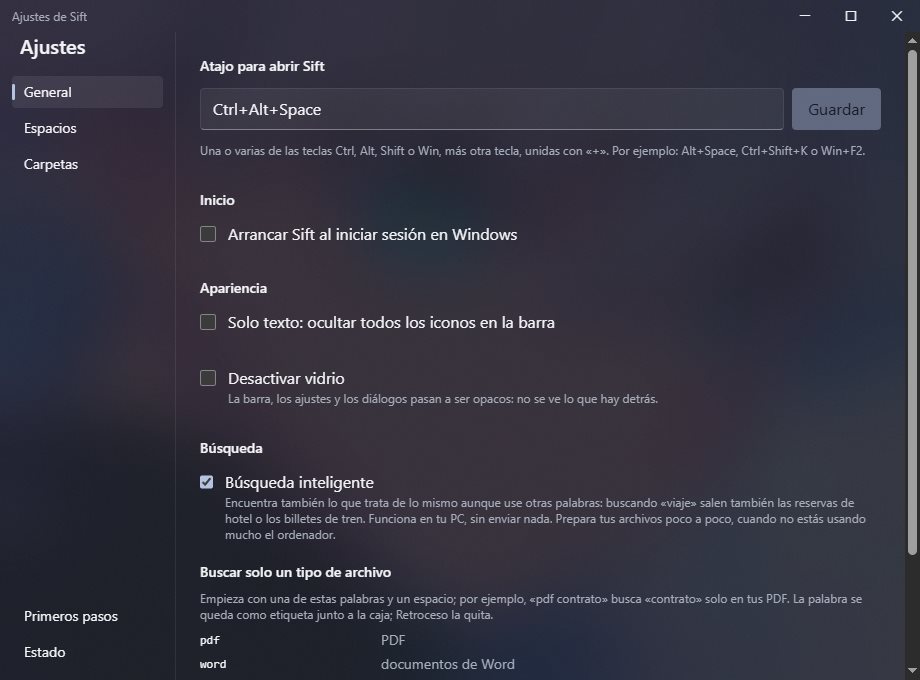 Ajustes de Sift
Ajustes
General
Espacios
Carpetas
Primeros pasos
Estado
Atajo para abrir Sift
Ctrl+Alt+Space
Guardar
Una o varias de las teclas Ctrl, Alt, Shift o Win, más otra tecla, unidas con «+». Por ejemplo: Alt+Space, Ctrl+Shift+K o Win+F2.
Inicio
Arrancar Sift al iniciar sesión en Windows
Apariencia
Solo texto: ocultar todos los iconos en la barra
Desactivar vidrio
La barra, los ajustes y los diálogos pasan a ser opacos: no se ve lo que hay detrás.
Búsqueda
Búsqueda inteligente
Encuentra también lo que trata de lo mismo aunque use otras palabras: buscando «viaje» salen también las reservas de
hotel o los billetes de tren. Funciona en tu PC, sin enviar nada. Prepara tus archivos poco a poco, cuando no estás usando
mucho el ordenador.
Buscar solo un tipo de archivo
Empieza con una de estas palabras y un espacio; por ejemplo, «pdf contrato» busca «contrato» solo en tus PDF. La palabra se
queda como etiqueta junto a la caja; Retroceso la quita.
pdf PDF
word documentos de Word